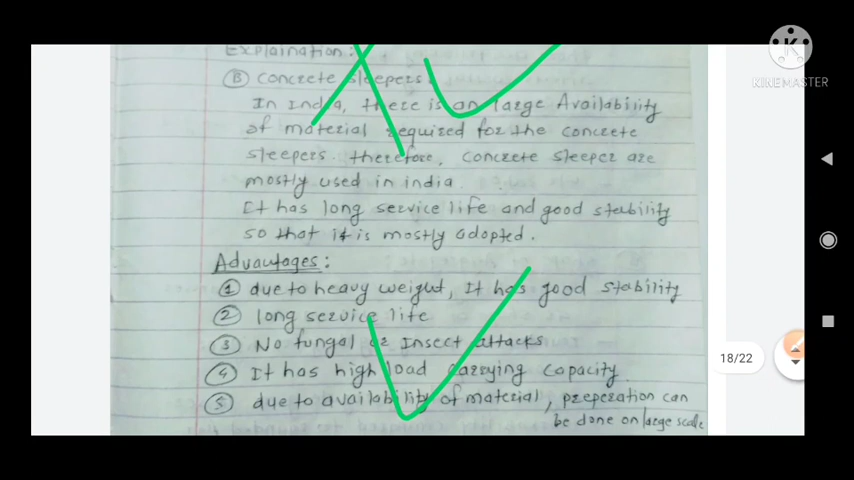 Explaination:
K
KINEMASTER
Ⓑ concrete sleepers.
In India, there is an large Availability
of material required for the concrete
sleepers. therefore, concrete sleeper are
mostly used in india.
It has long service life and good stability
so that it is mostly adopted.
Advautages:
① due to heavy weight, It has good stability
② long service life
③ No fungal or Insect attacks
18/22
④ It has high load carrying capacity.
⑤ due to availability of material, preperation can
be done on large scale